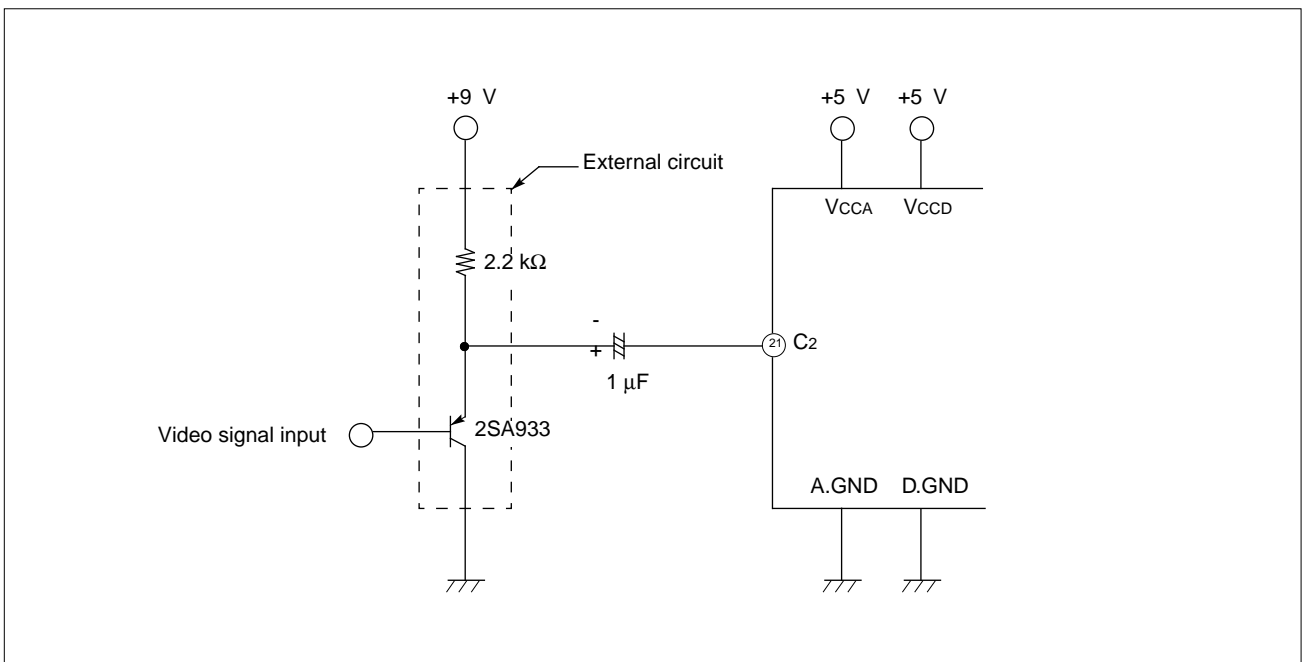 +9 V
+5 V +5 V
External circuit
VCCA VCCD
2.2 kΩ
-
+
21 C2
1 μF
2SA933
Video signal input
A.GND D.GND